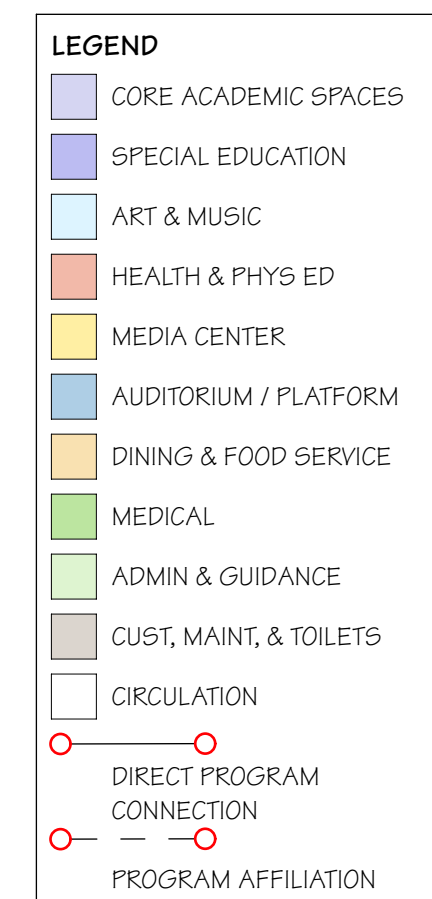 LEGEND
CORE ACADEMIC SPACES
SPECIAL EDUCATION
ART & MUSIC
HEALTH & PHYS ED
MEDIA CENTER
AUDITORIUM / PLATFORM
DINING & FOOD SERVICE
MEDICAL
ADMIN & GUIDANCE
CUST, MAINT, & TOILETS
CIRCULATION
DIRECT PROGRAM
CONNECTION
PROGRAM AFFILIATION